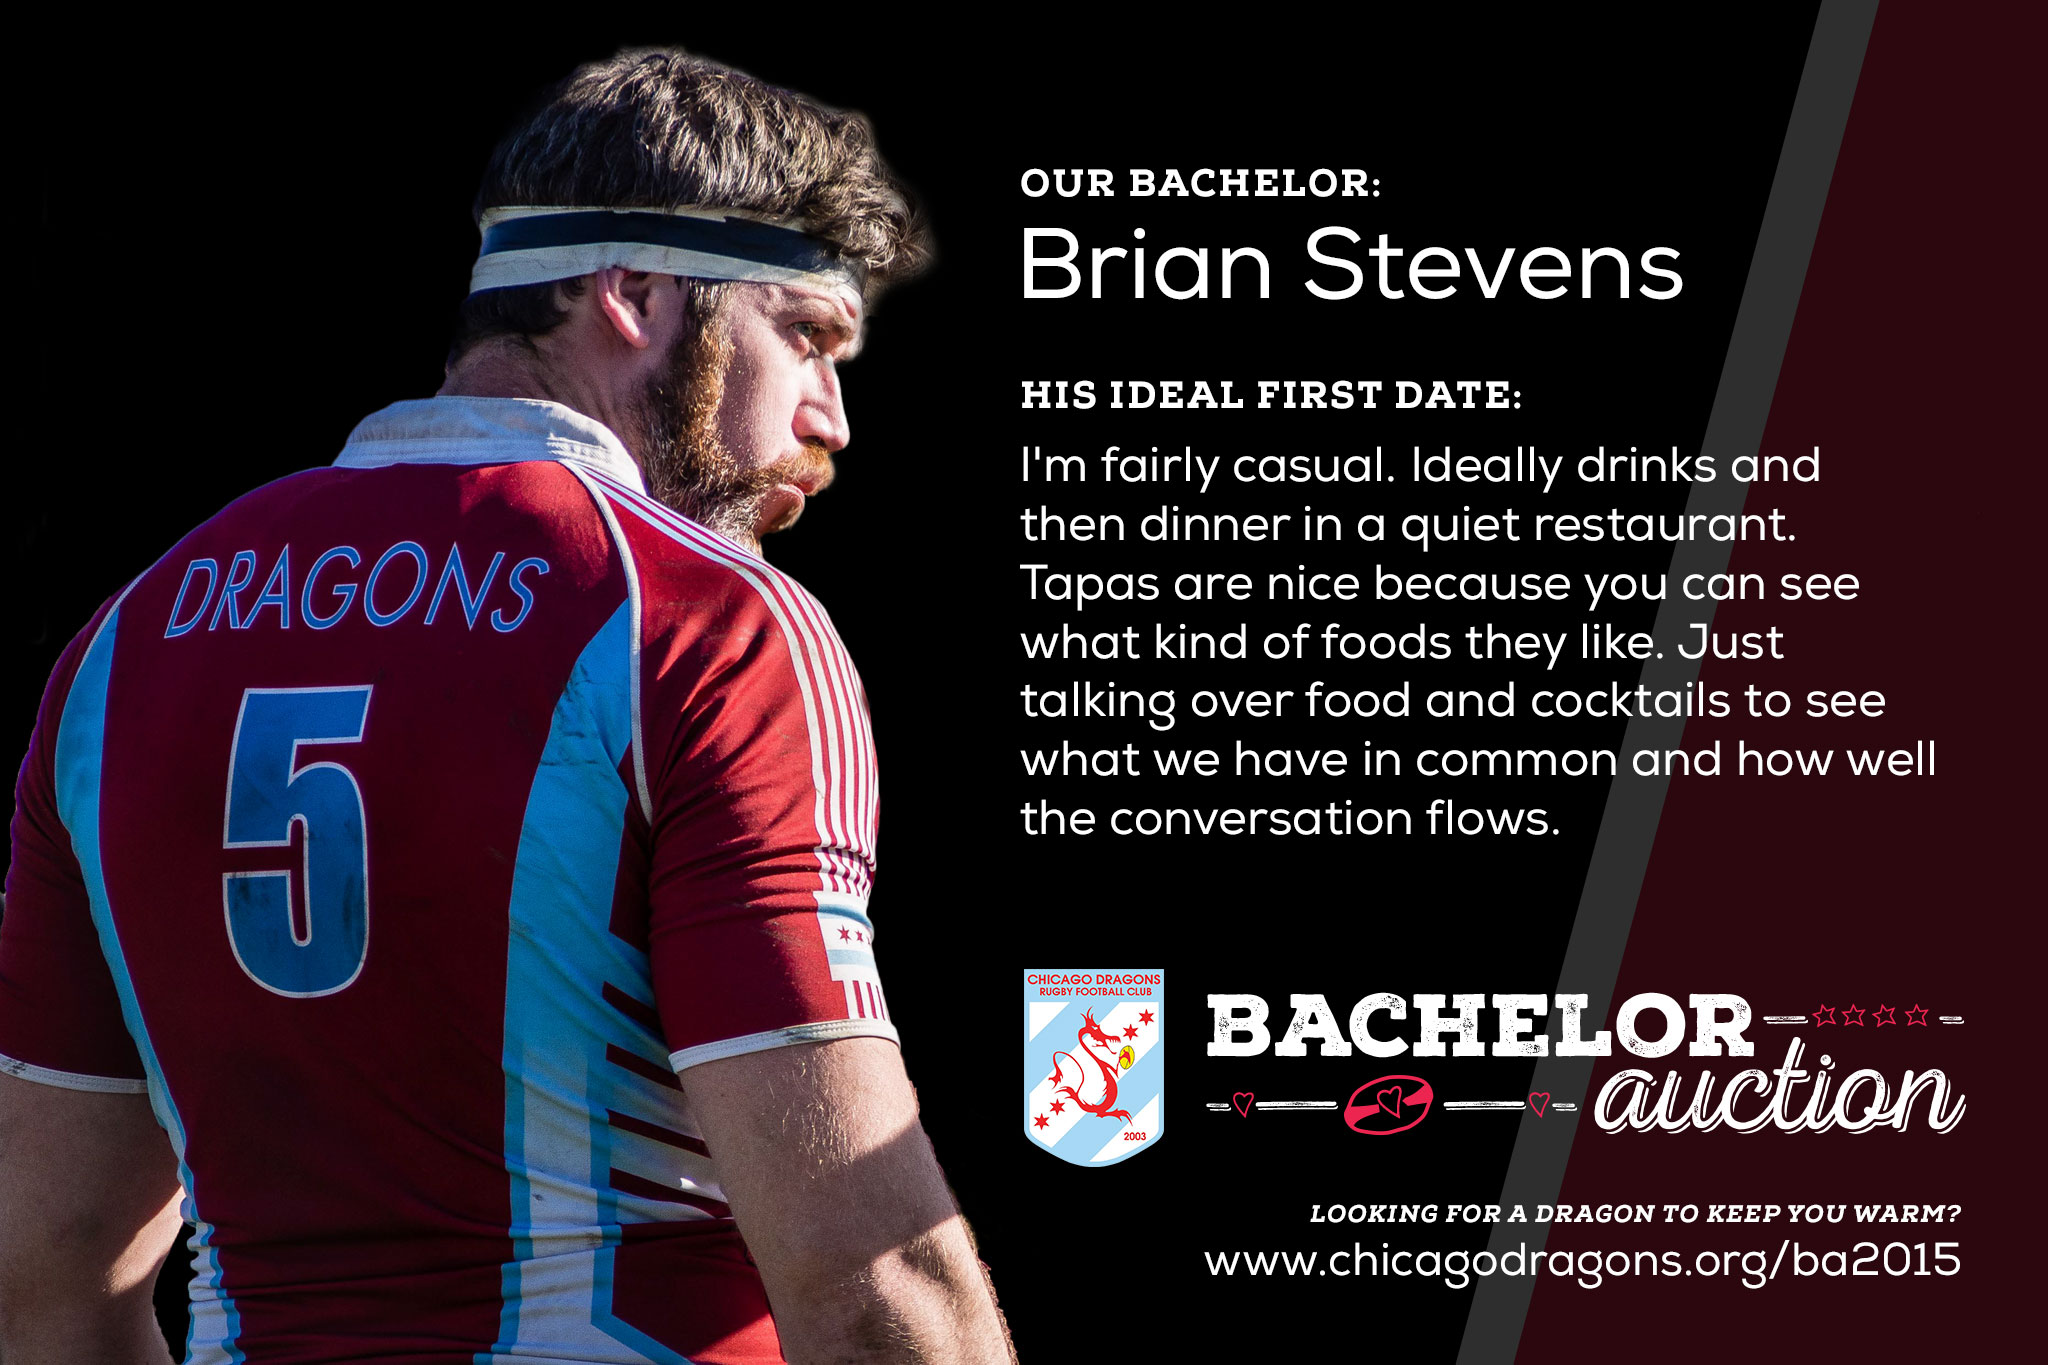 DRAGONS
5
OUR BACHELOR:
Brian Stevens
HIS IDEAL FIRST DATE:
I'm fairly casual. Ideally drinks and
then dinner in a quiet restaurant.
Tapas are nice because you can see
what kind of foods they like. Just
talking over food and cocktails to see
what we have in common and how well
the conversation flows.
CHICAGO DRAGONS
RUGBY FOOTBALL CLUB
2003
BACHELOR
auction
LOOKING FOR A DRAGON TO KEEP YOU WARM?
www.chicagodragons.org/ba2015